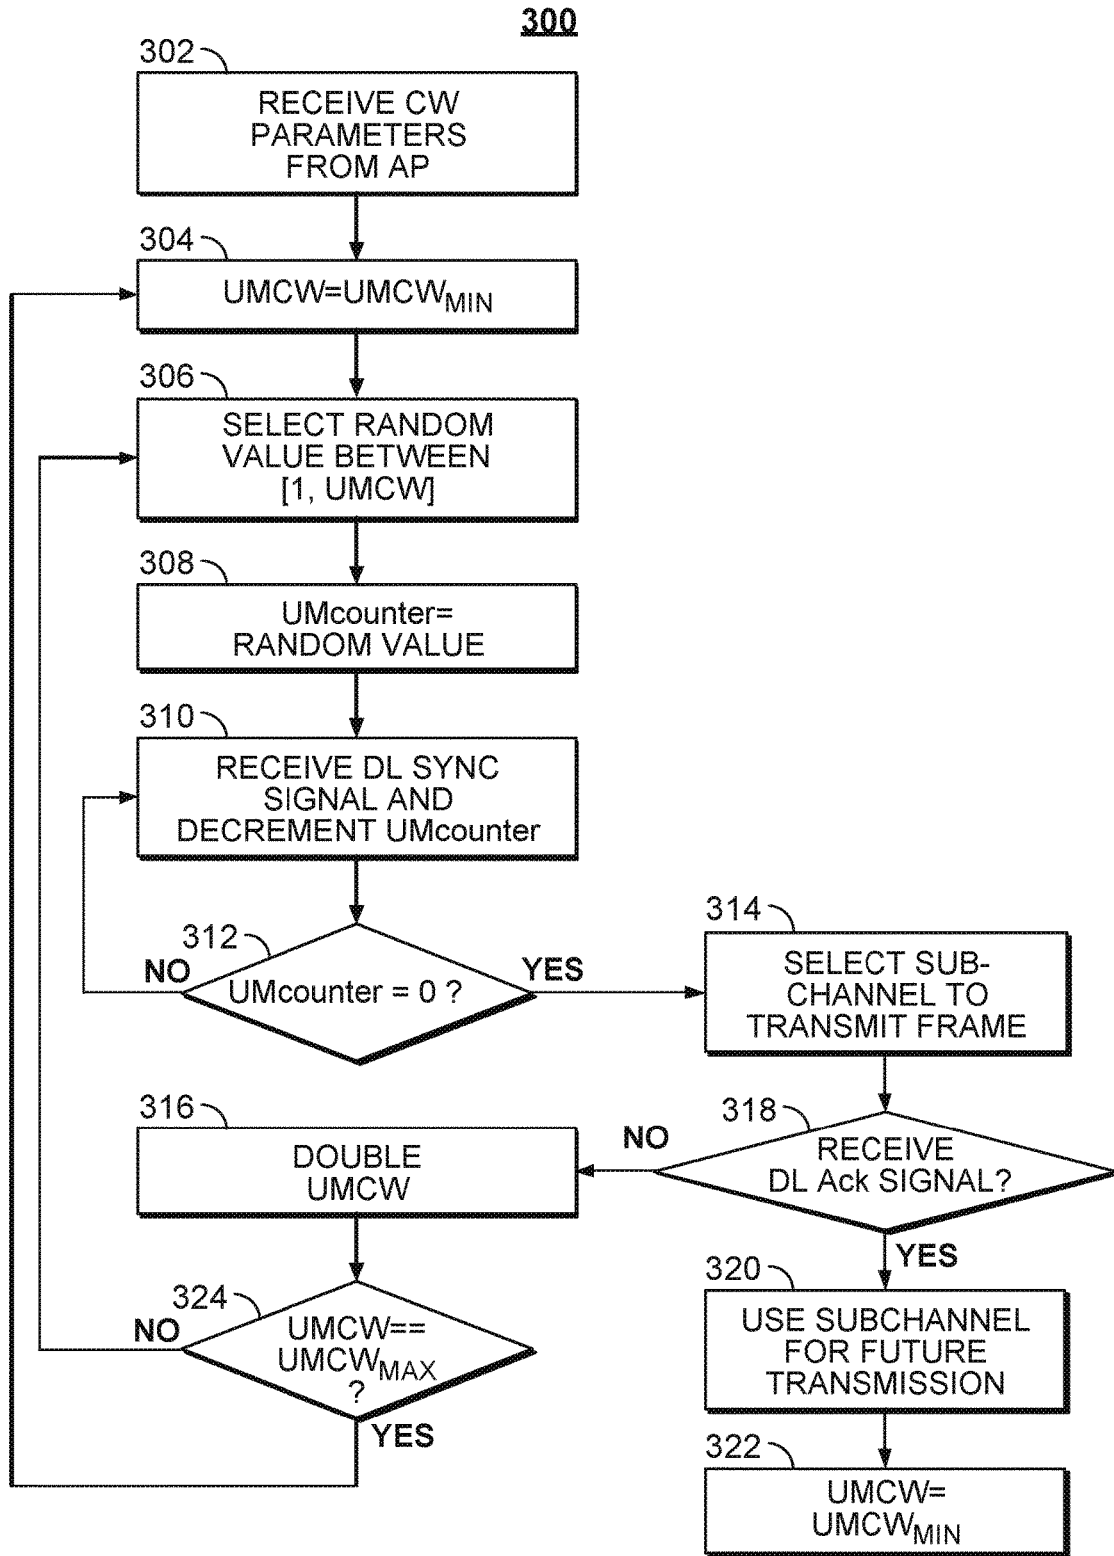 300
302
RECEIVE CW
PARAMETERS
FROM AP
304
UMCW=UMCW_MIN
306
SELECT RANDOM
VALUE BETWEEN
[1, UMCW]
308
UMcounter=
RANDOM VALUE
310
RECEIVE DL SYNC
SIGNAL AND
DECREMENT UMcounter
312
NO
UMcounter = 0 ?
YES
314
SELECT SUB-
CHANNEL TO
TRANSMIT FRAME
316
DOUBLE
UMCW
318
NO
RECEIVE
DL Ack SIGNAL?
YES
320
USE SUBCHANNEL
FOR FUTURE
TRANSMISSION
324
NO
UMCW==
UMCW_MAX
?
YES
322
UMCW=
UMCW_MIN